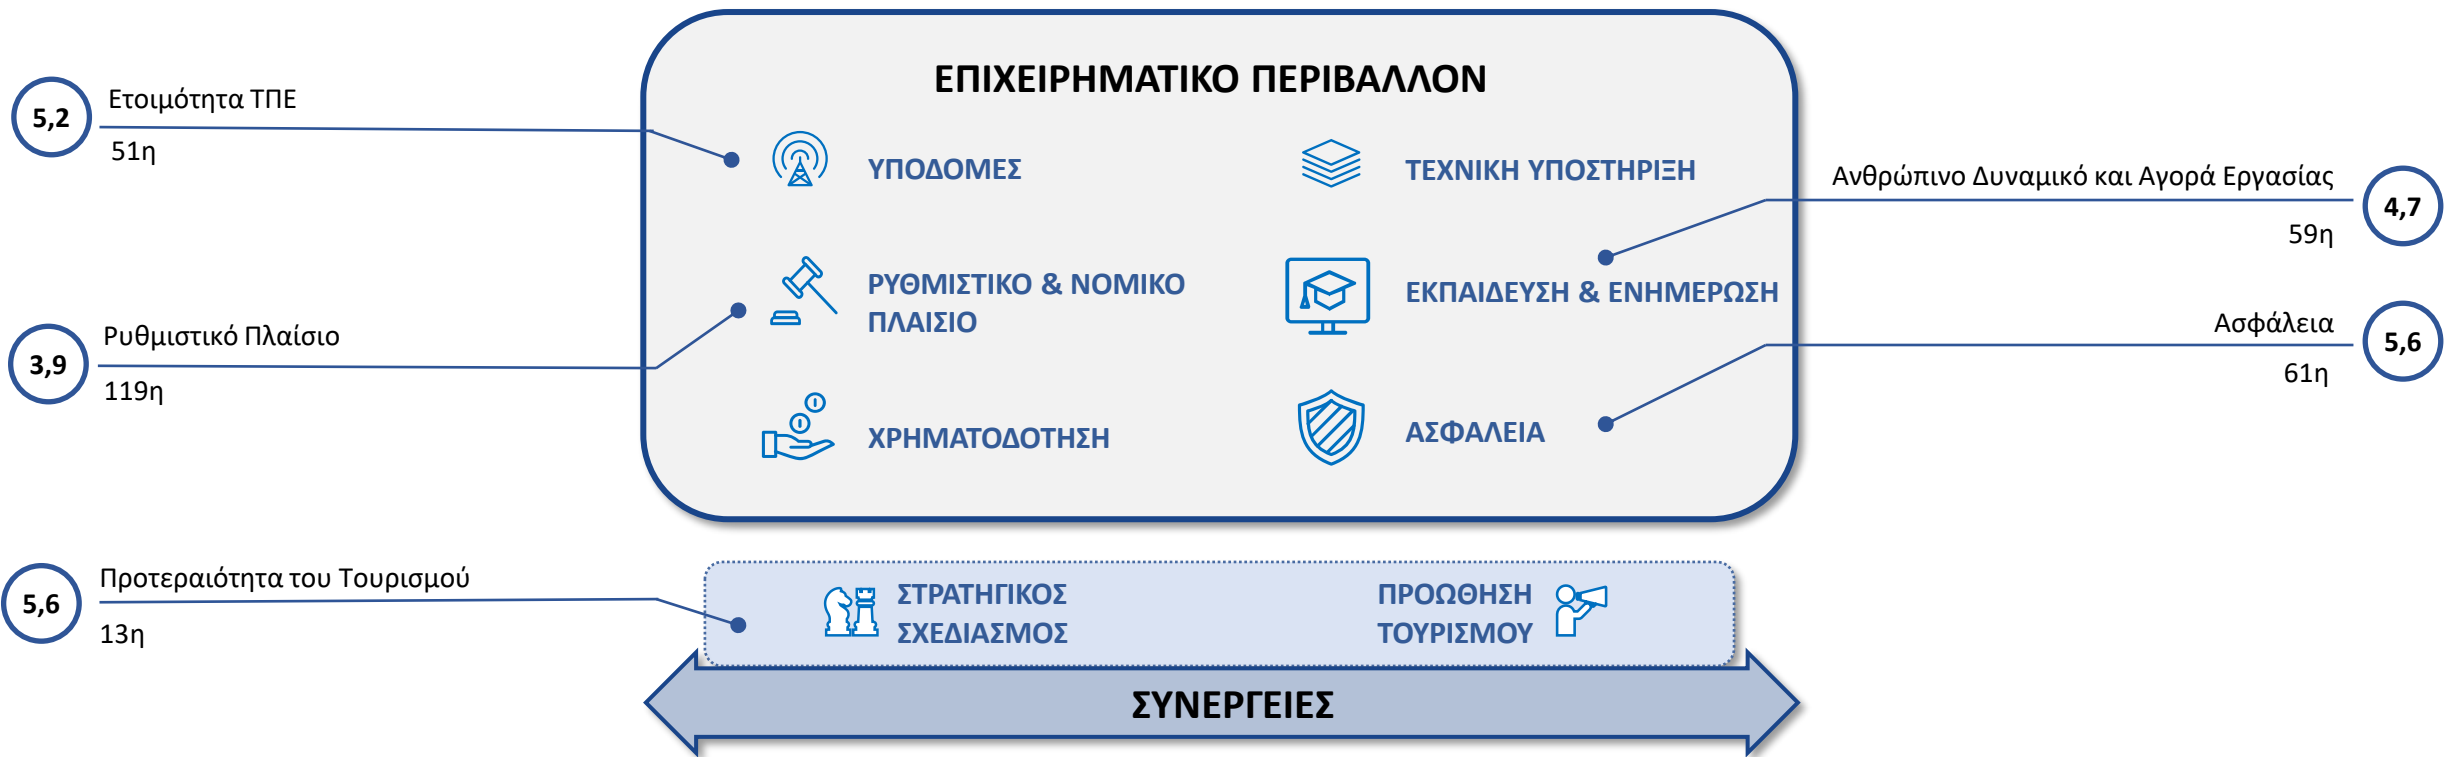 ΕΠΙΧΕΙΡΗΜΑΤΙΚΟ ΠΕΡΙΒΑΛΛΟΝ
5,2
Ετοιμότητα ΤΠΕ
51η
ΥΠΟΔΟΜΕΣ
ΤΕΧΝΙΚΗ ΥΠΟΣΤΗΡΙΞΗ
Ανθρώπινο Δυναμικό και Αγορά Εργασίας
4,7
59η
ΡΥΘΜΙΣΤΙΚΟ & ΝΟΜΙΚΟ
ΠΛΑΙΣΙΟ
ΕΚΠΑΙΔΕΥΣΗ & ΕΝΗΜΕΡΩΣΗ
3,9
Ρυθμιστικό Πλαίσιο
119η
Ασφάλεια
5,6
61η
ΧΡΗΜΑΤΟΔΟΤΗΣΗ
ΑΣΦΑΛΕΙΑ
5,6
Προτεραιότητα του Τουρισμού
13η
ΣΤΡΑΤΗΓΙΚΟΣ
ΣΧΕΔΙΑΣΜΟΣ
ΠΡΟΩΘΗΣΗ
ΤΟΥΡΙΣΜΟΥ
ΣΥΝΕΡΓΕΙΕΣ